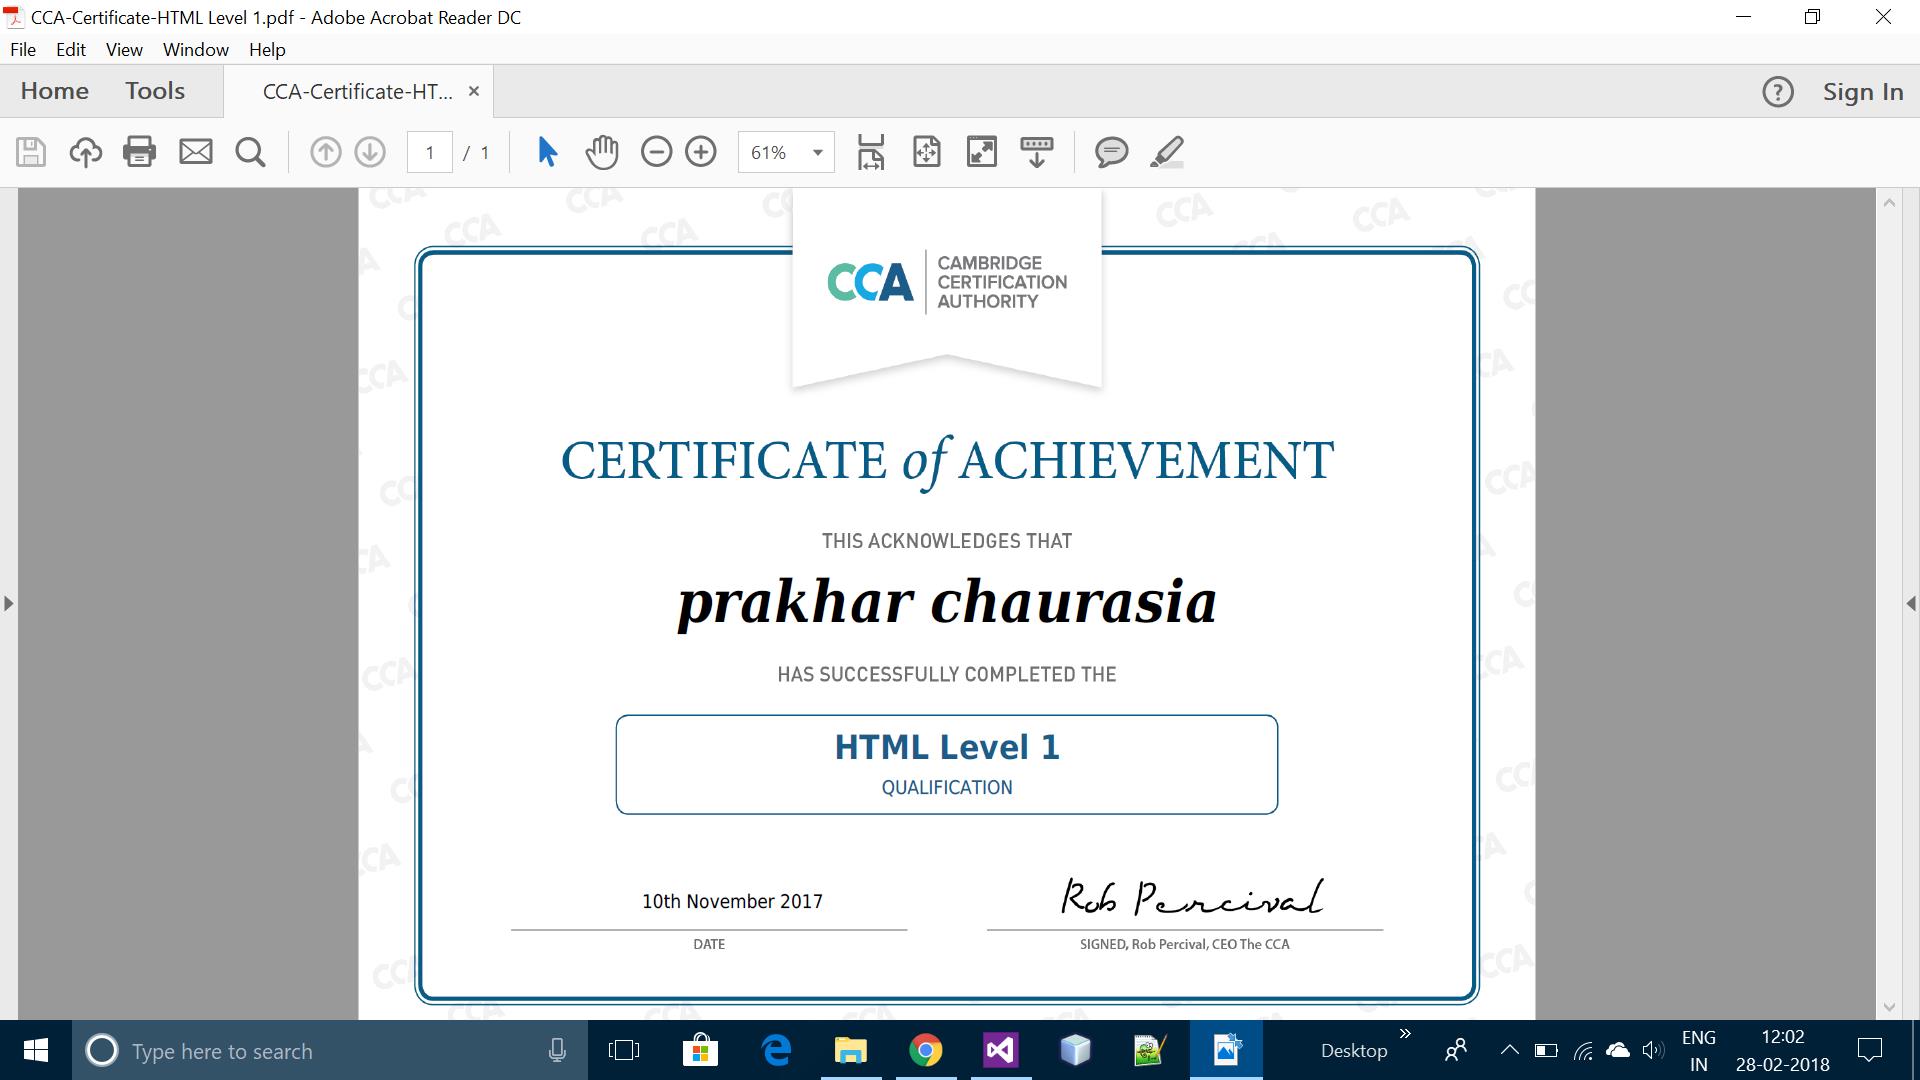 CCA-Certificate-HTML Level 1.pdf - Adobe Acrobat Reader DC
File Edit View Window Help
Home Tools CCA-Certificate-HT... × ? Sign In
1 / 1 61%
CCA CAMBRIDGE
CERTIFICATION
AUTHORITY
CERTIFICATE of ACHIEVEMENT
THIS ACKNOWLEDGES THAT
prakhar chaurasia
HAS SUCCESSFULLY COMPLETED THE
HTML Level 1
QUALIFICATION
10th November 2017 Rob Percival
DATE SIGNED, Rob Percival, CEO The CCA
Type here to search Desktop ENG 12:02
IN 28-02-2018